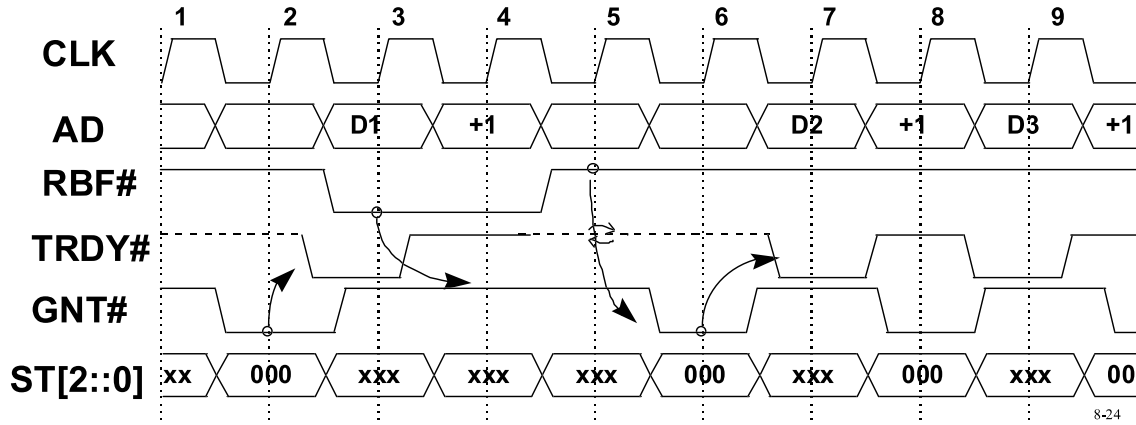 1 2 3 4 5 6 7 8 9
CLK
AD D1 +1 D2 +1 D3 +1
RBF#
TRDY#
GNT#
ST[2::0] xx 000 xxx xxx xxx 000 xxx 000 xxx 00
8-24